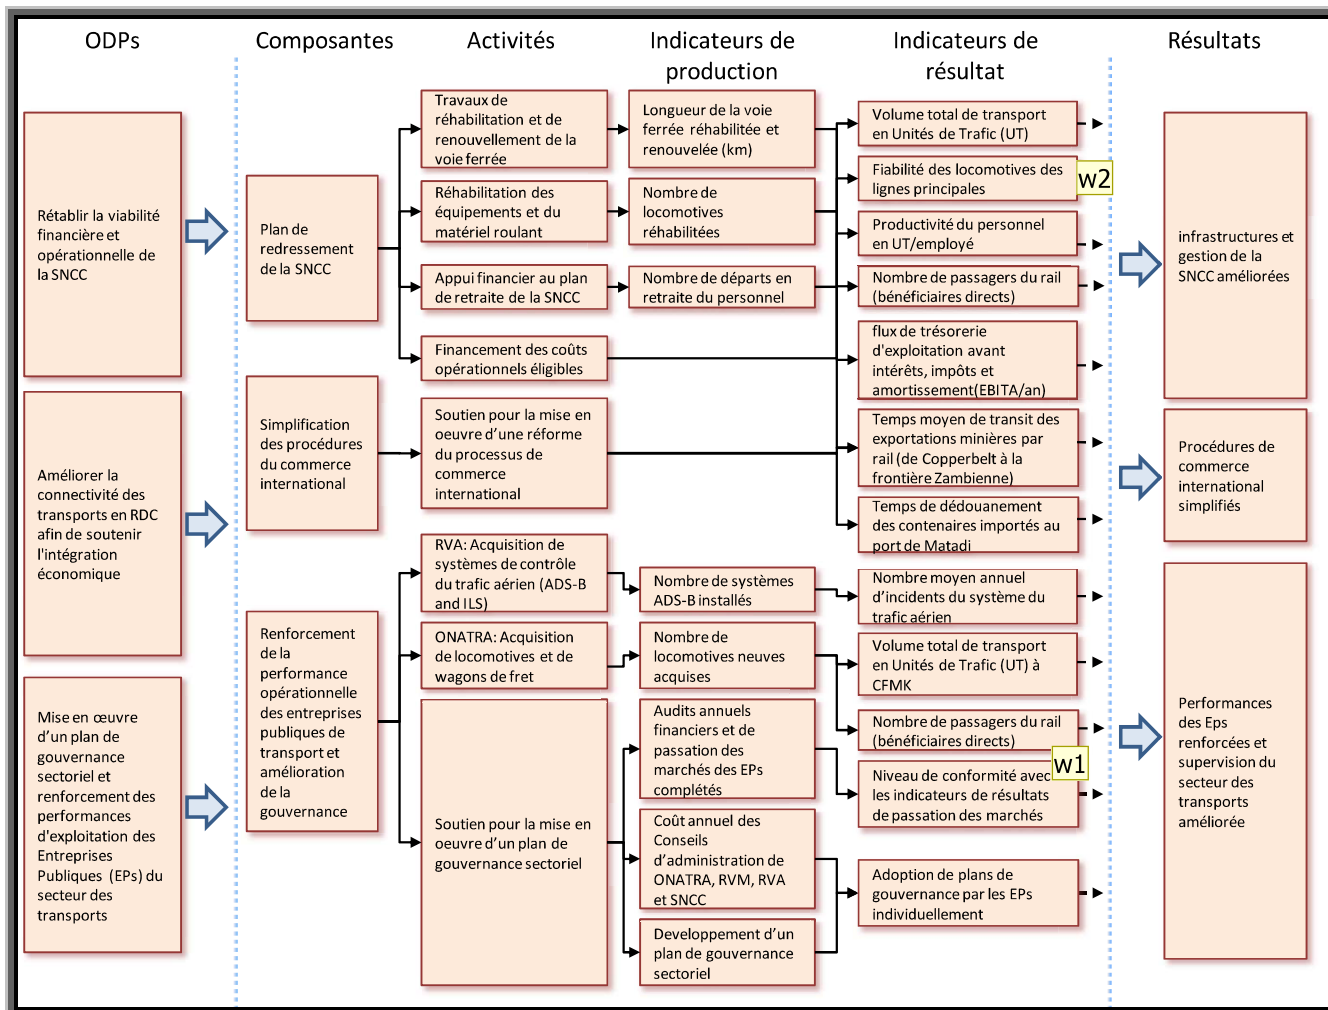 ODPs
Composantes
Activités
Indicateurs de
production
Indicateurs de
résultat
Résultats
Rétablir la viabilité
financière et
opérationnelle de
la SNCC
Améliorer la
connectivité des
transports en RDC
afin de soutenir
l'intégration
économique
Mise en œuvre
d'un plan de
gouvernance
sectoriel et
renforcement des
performances
d'exploitation des
Entreprises
Publiques (EPs) du
secteur des
transports
Plan de
redressement
de la SNCC
Simplification
des procédures
du commerce
international
Renforcement
de la
performance
opérationnelle
des entreprises
publiques de
transport et
amélioration
de la
gouvernance
Travaux de
réhabilitation et de
renouvellement de la
voie ferrée
Réhabilitation des
équipements et du
matériel roulant
Appui financier au plan
de retraite de la SNCC
Financement des coûts
opérationnels éligibles
Soutien pour la mise en
oeuvre d'une réforme
du processus de
commerce
international
RVA: Acquisition de
systèmes de contrôle
du trafic aérien (ADS-B
and ILS)
ONATRA: Acquisition
de locomotives et de
wagons de fret
Soutien pour la mise en
oeuvre d'un plan de
gouvernance sectoriel
Longueur de la voie
ferrée réhabilitée et
renouvelée (km)
Nombre de
locomotives
réhabilitées
Nombre de départs en
retraite du personnel
Nombre de systèmes
ADS-B installés
Nombre de
locomotives neuves
acquises
Audits annuels
financiers et de
passation des
marchés des EPs
complétés
Coût annuel des
Conseils
d'administration de
ONATRA, RVM, RVA
et SNCC
Developpement d'un
plan de gouvernance
sectoriel
Volume total de transport
en Unités de Trafic (UT)
Fiabilité des locomotives des
lignes principales
w2
Productivité du personnel
en UT/employé
Nombre de passagers du rail
(bénéficiaires directs)
flux de trésorerie
d'exploitation avant
intérêts, impôts et
amortissement(EBITA/an)
Temps moyen de transit des
exportations minières par
rail (de Copperbelt à la
frontière Zambienne)
Temps de dédouanement
des contenaires importés au
port de Matadi
Nombre moyen annuel
d'incidents du système du
trafic aérien
Volume total de transport
en Unités de Trafic (UT) à
CFMK
Nombre de passagers du rail
(bénéficiaires directs)
w1
Niveau de conformité avec
les indicateurs de résultats
de passation des marchés
Adoption de plans de
gouvernance par les EPs
individuellement
infrastructures et
gestion de la
SNCC améliorées
Procédures de
commerce
international
simplifiés
Performances
des Eps
renforcées et
supervision du
secteur des
transports
améliorée